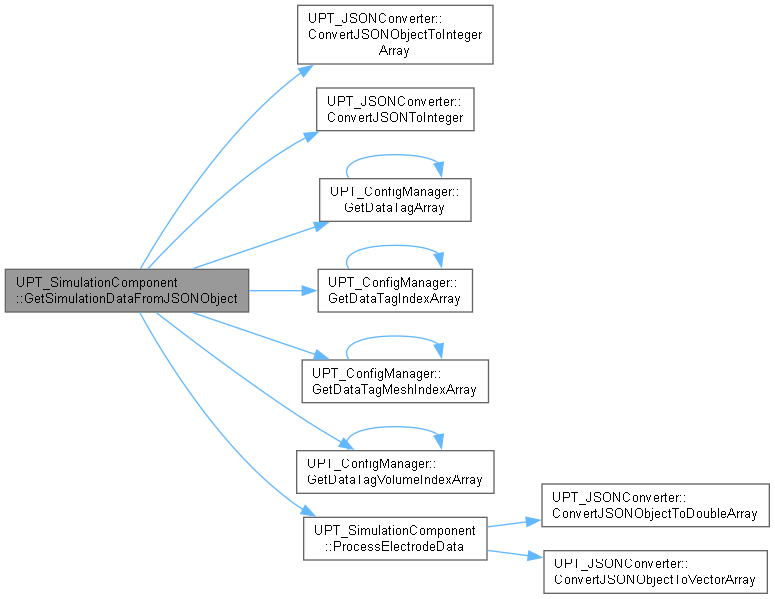 UPT_JSONConverter::
ConvertJSONObjectToInteger
Array
UPT_JSONConverter::
ConvertJSONToInteger
UPT_ConfigManager::
GetDataTagArray
UPT_SimulationComponent
::GetSimulationDataFromJSONObject
UPT_ConfigManager::
GetDataTagIndexArray
UPT_ConfigManager::
GetDataTagMeshIndexArray
UPT_ConfigManager::
GetDataTagVolumeIndexArray
UPT_SimulationComponent
::ProcessElectrodeData
UPT_JSONConverter::
ConvertJSONObjectToDoubleArray
UPT_JSONConverter::
ConvertJSONObjectToVectorArray